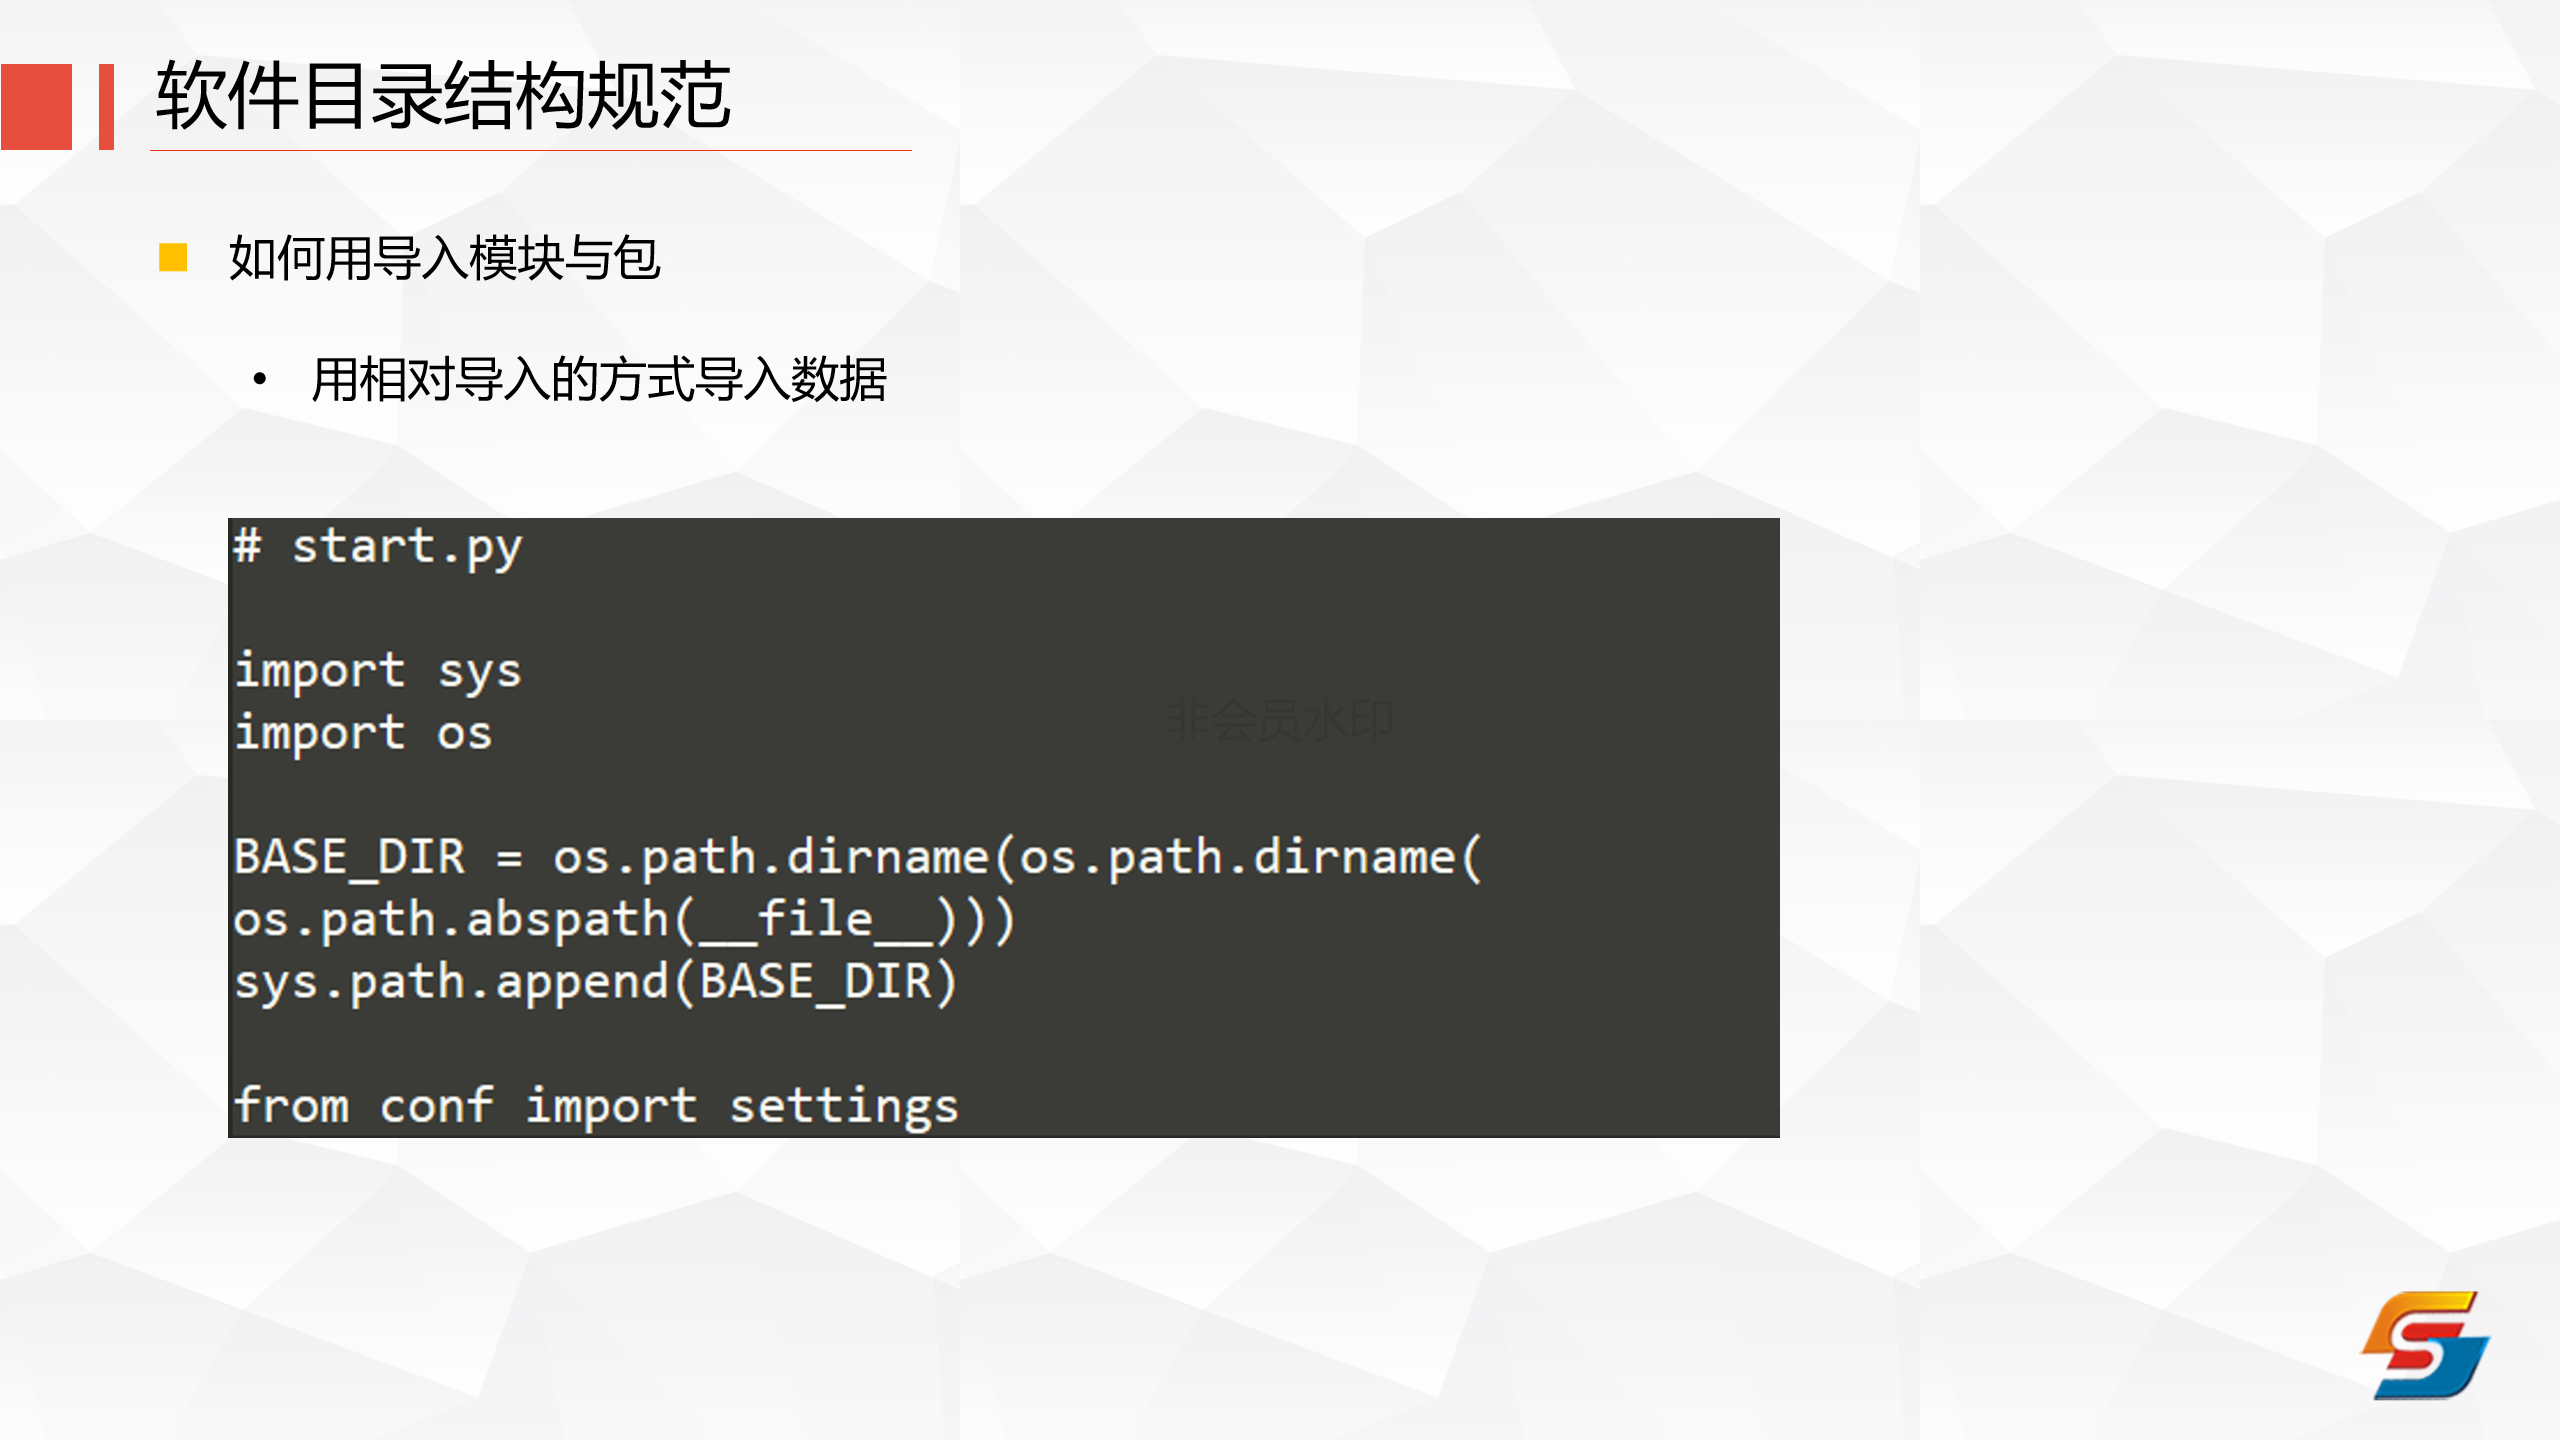 软件目录结构规范
如何用导入模块与包
• 用相对导入的方式导入数据
# start.py
import sys
import os
非会员水印
BASE_DIR = os.path.dirname(os.path.dirname(
os.path.abspath(__file__)))
sys.path.append(BASE_DIR)
from conf import settings